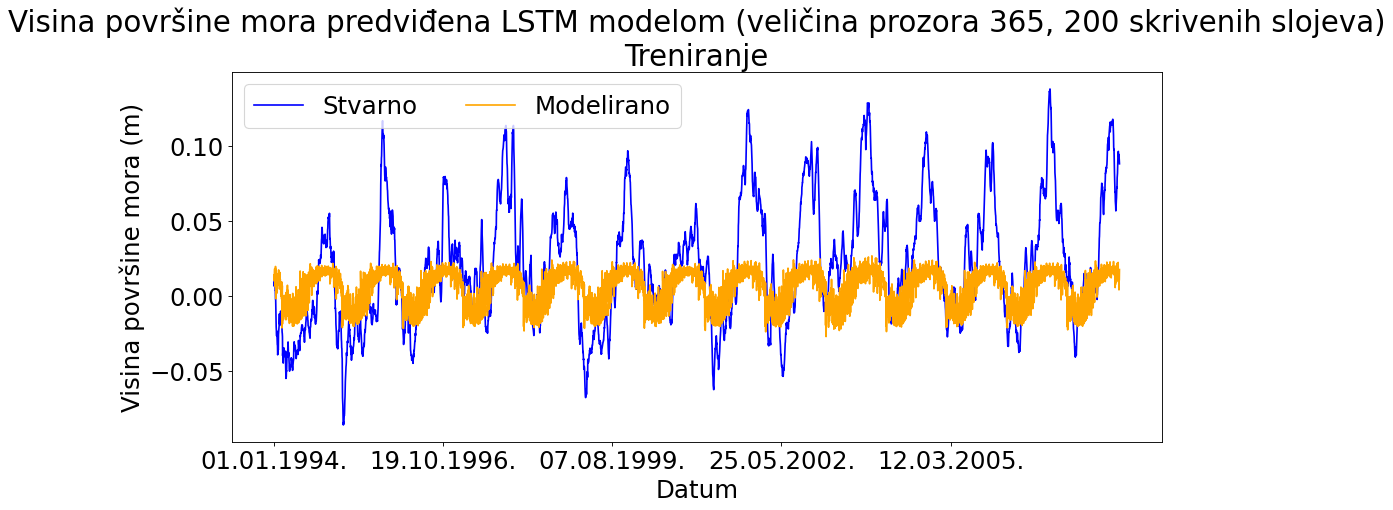 Visina površine mora predviđena LSTM modelom (veličina prozora 365, 200 skrivenih slojeva)
Treniranje
Stvarno
Modelirano
Visina površine mora (m)
0.10
0.05
0.00
−0.05
01.01.1994.
19.10.1996.
07.08.1999.
25.05.2002.
12.03.2005.
Datum